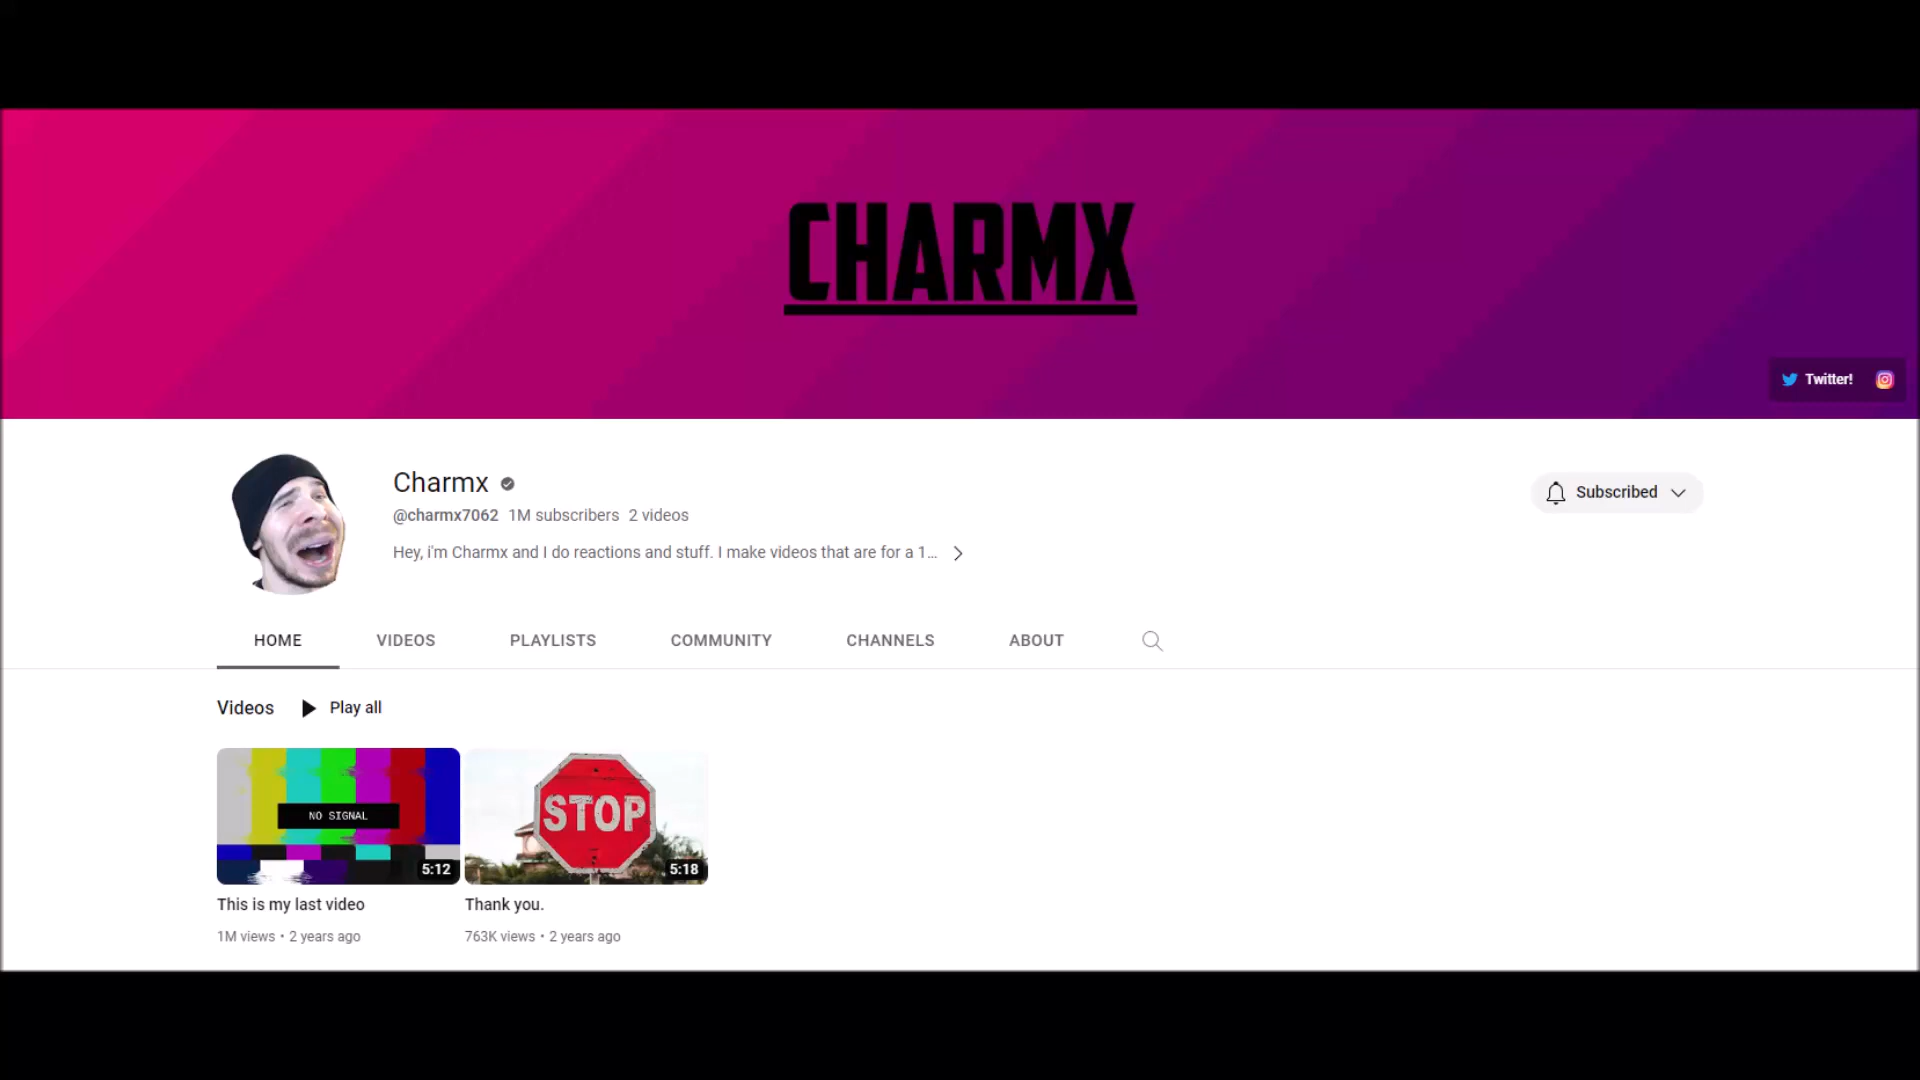 CHARMX
Twitter!
Charmx
@charmx7062 1M subscribers 2 videos
Hey, i'm Charmx and I do reactions and stuff. I make videos that are for a 1...
Subscribed
HOME VIDEOS PLAYLISTS COMMUNITY CHANNELS ABOUT
Videos Play all
NO SIGNAL
5:12
STOP
5:18
This is my last video
1M views • 2 years ago
Thank you.
763K views • 2 years ago